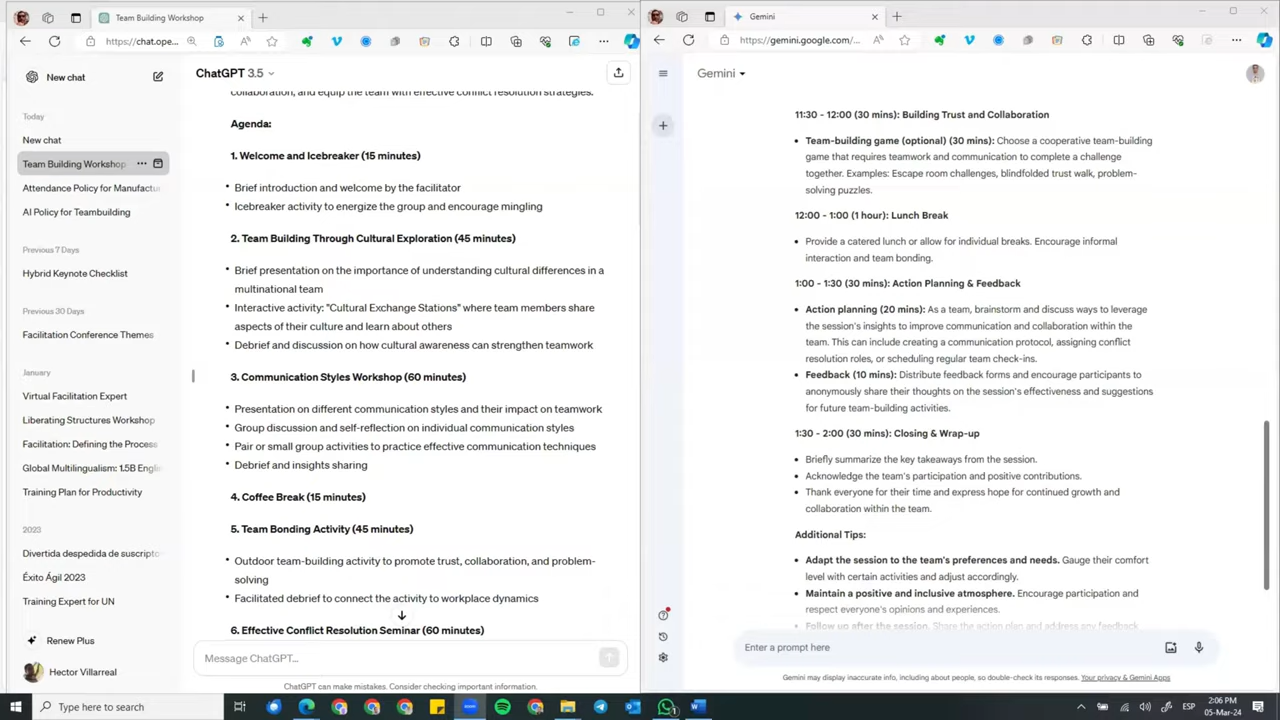 Team Building Workshop
https://chat.ope...
New chat
Today
New chat
Team Building Workshop
Attendance Policy for Manufactu
AI Policy for Teambuilding
Previous 7 Days
Hybrid Keynote Checklist
Previous 30 Days
Facilitation Conference Themes
January
Virtual Facilitation Expert
Liberating Structures Workshop
Facilitation: Defining the Process
Global Multilingualism: 1.5B Engli
Training Plan for Productivity
2023
Divertida despedida de suscripto
Éxito Ágil 2023
Training Expert for UN
Renew Plus
Hector Villarreal
ChatGPT 3.5
collaboration, and equip the team with effective conflict resolution strategies.
Agenda:
1. Welcome and Icebreaker (15 minutes)
• Brief introduction and welcome by the facilitator
• Icebreaker activity to energize the group and encourage mingling
2. Team Building Through Cultural Exploration (45 minutes)
• Brief presentation on the importance of understanding cultural differences in a
multinational team
• Interactive activity: "Cultural Exchange Stations" where team members share
aspects of their culture and learn about others
• Debrief and discussion on how cultural awareness can strengthen teamwork
3. Communication Styles Workshop (60 minutes)
• Presentation on different communication styles and their impact on teamwork
• Group discussion and self-reflection on individual communication styles
• Pair or small group activities to practice effective communication techniques
• Debrief and insights sharing
4. Coffee Break (15 minutes)
5. Team Bonding Activity (45 minutes)
• Outdoor team-building activity to promote trust, collaboration, and problem-
solving
• Facilitated debrief to connect the activity to workplace dynamics
6. Effective Conflict Resolution Seminar (60 minutes)
Message ChatGPT...
ChatGPT can make mistakes. Consider checking important information.
Gemini
https://gemini.google.com/...
Gemini
11:30 - 12:00 (30 mins): Building Trust and Collaboration
• Team-building game (optional) (30 mins): Choose a cooperative team-building
game that requires teamwork and communication to complete a challenge
together. Examples: Escape room challenges, blindfolded trust walk, problem-
solving puzzles.
12:00 - 1:00 (1 hour): Lunch Break
• Provide a catered lunch or allow for individual breaks. Encourage informal
interaction and team bonding.
1:00 - 1:30 (30 mins): Action Planning & Feedback
• Action planning (20 mins): As a team, brainstorm and discuss ways to leverage
the session's insights to improve communication and collaboration within the
team. This can include creating a communication protocol, assigning conflict
resolution roles, or scheduling regular team check-ins.
• Feedback (10 mins): Distribute feedback forms and encourage participants to
anonymously share their thoughts on the session's effectiveness and suggestions
for future team-building activities.
1:30 - 2:00 (30 mins): Closing & Wrap-up
• Briefly summarize the key takeaways from the session.
• Acknowledge the team's participation and positive contributions.
• Thank everyone for their time and express hope for continued growth and
collaboration within the team.
Additional Tips:
• Adapt the session to the team's preferences and needs. Gauge their comfort
level with certain activities and adjust accordingly.
• Maintain a positive and inclusive atmosphere. Encourage participation and
respect everyone's opinions and experiences.
• Follow up after the session. Share the action plan and address any feedback
Enter a prompt here
Gemini may display inaccurate info, including about people, so double-check its responses. Your privacy & Gemini Apps
Type here to search
ESP
2:06 PM
05-Mar-24